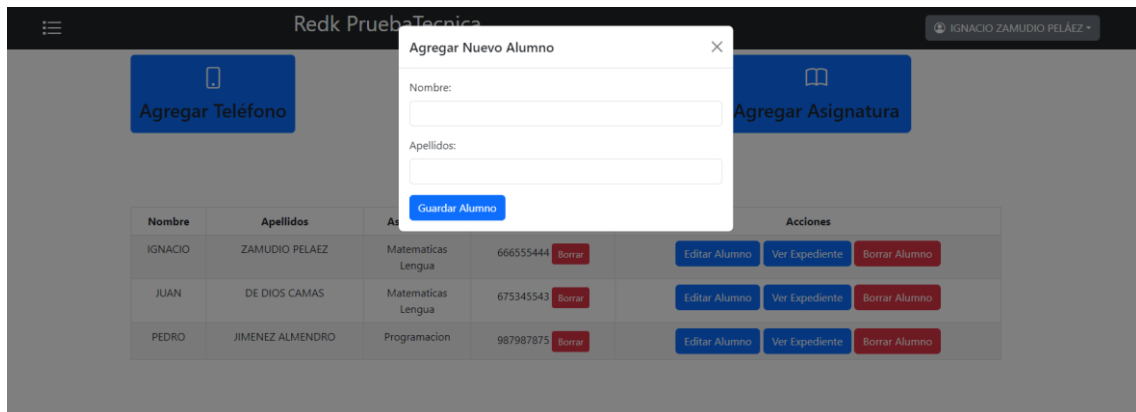 Redk PruebaTecnica
IGNACIO ZAMUDIO PELÁEZ
Agregar Nuevo Alumno
Nombre:
Apellidos:
Guardar Alumno
Agregar Teléfono
Agregar Asignatura
Nombre Apellidos As Acciones
IGNACIO ZAMUDIO PELAEZ Matematicas 666555444 Borrar Editar Alumno Ver Expediente Borrar Alumno
Lengua
JUAN DE DIOS CAMAS Matematicas 675345543 Borrar Editar Alumno Ver Expediente Borrar Alumno
Lengua
PEDRO JIMENEZ ALMENDRO Programacion 987987875 Borrar Editar Alumno Ver Expediente Borrar Alumno